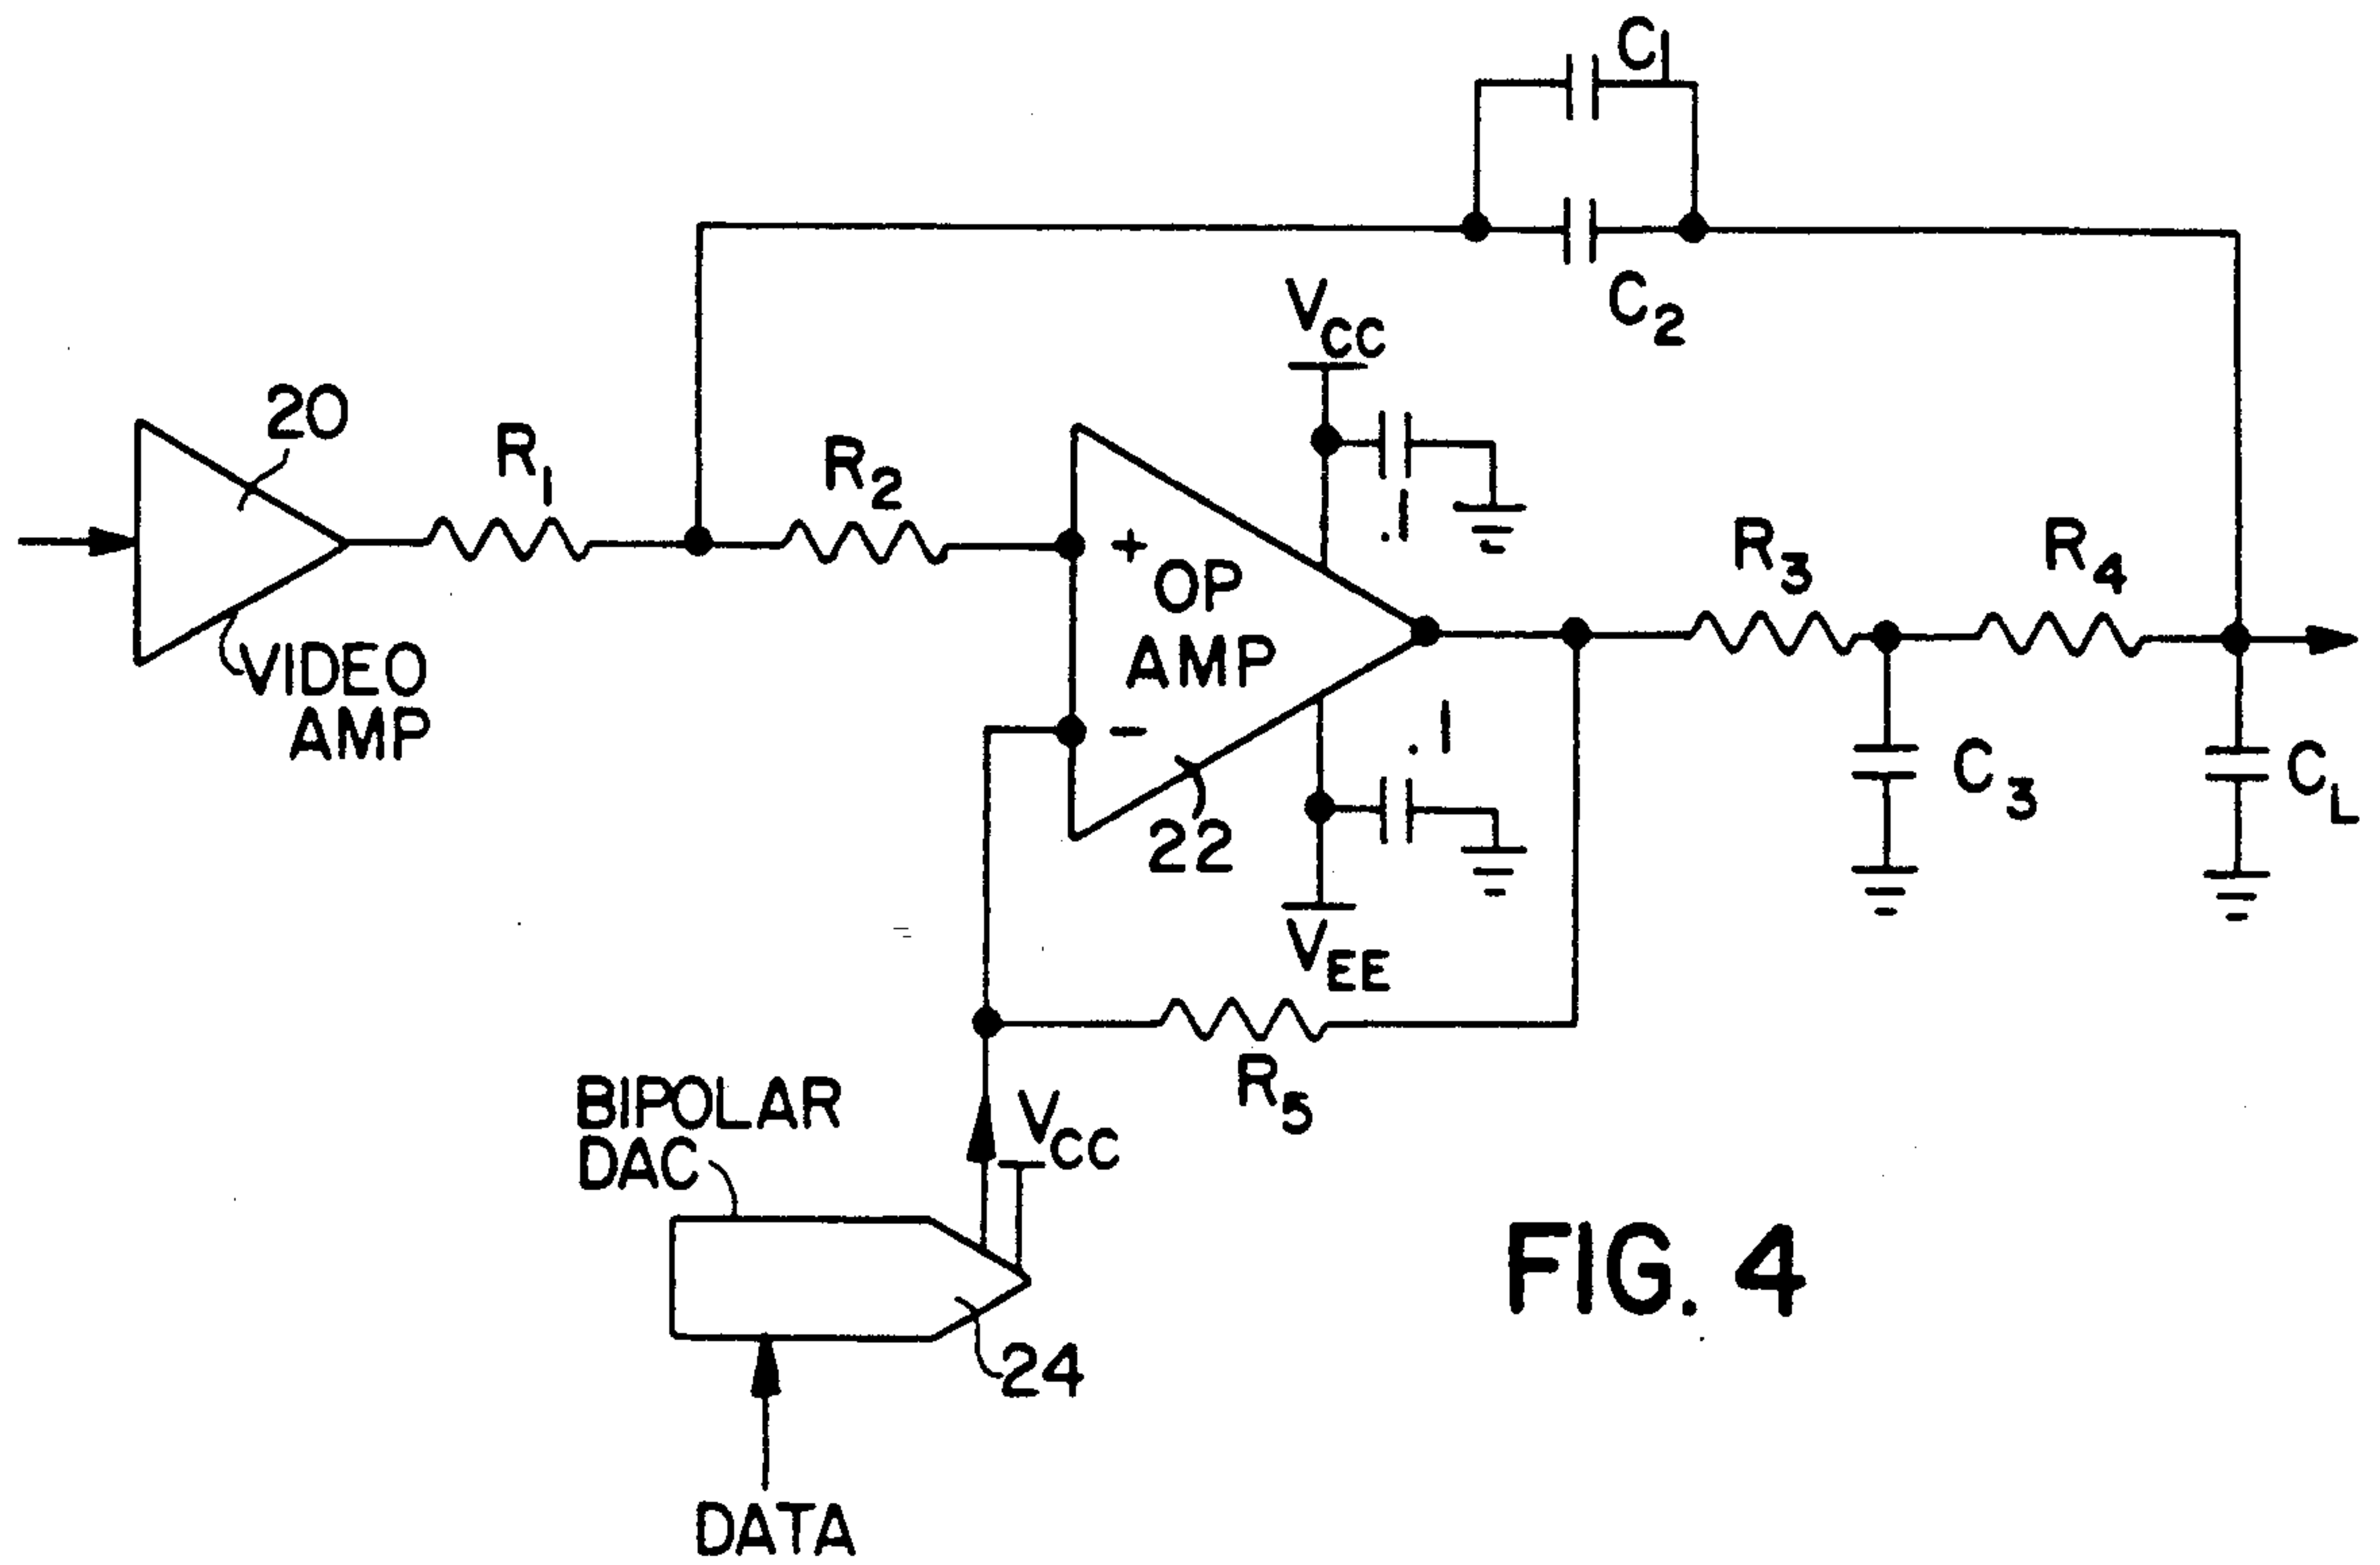 C1
C2
VCC
20
R1
R2
.1
+
OP
AMP
-
R3
R4
VIDEO
AMP
.1
C3
CL
22
VEE
R5
BIPOLAR
DAC
VCC
24
DATA
FIG. 4